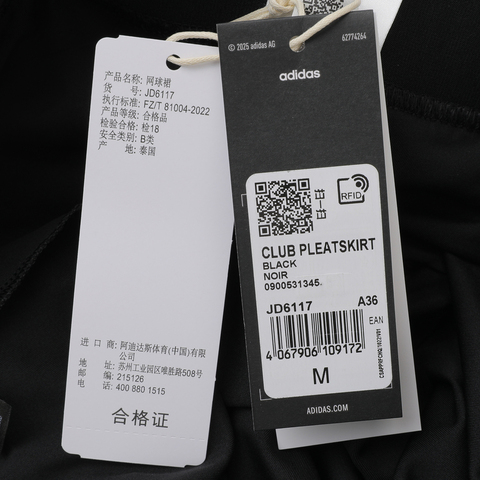 产品名称: 网球裙
货 号: JD6117
执行标准: FZ/T 81004-2022
产品等级: 合格品
检验合格: 检18
安全类别: B类
产 地: 泰国
进 口 商: 阿迪达斯体育(中国)有限公司
地 址: 苏州工业园区唯胜路508号
邮 编: 215126
电 话: 400 880 1515
合格证
© 2025 adidas AG
62774264
adidas
RFID
CLUB PLEATSKIRT
BLACK
NOIR
0900531345
JD6117 A36
EAN
4 067906 109172
M
ADIDAS.COM